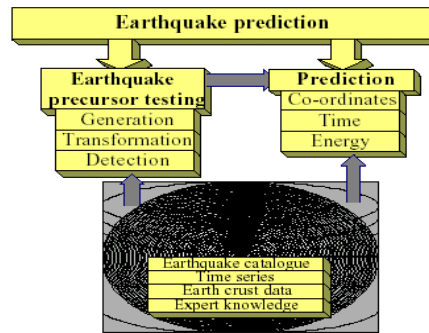 Earthquake prediction
Earthquake
precursor testing
Generation
Transformation
Detection
Prediction
Co-ordinates
Time
Energy
Earthquake catalogue
Time series
Earth crust data
Expert knowledge